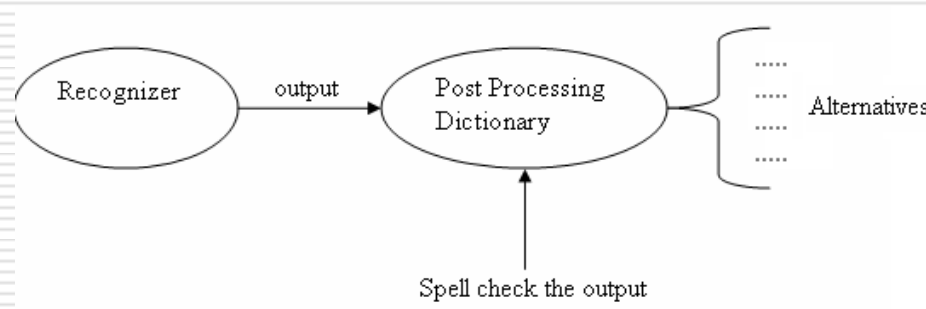 Recognizer
output
Post Processing
Dictionary
.....
.....
.....
.....
Alternatives
Spell check the output